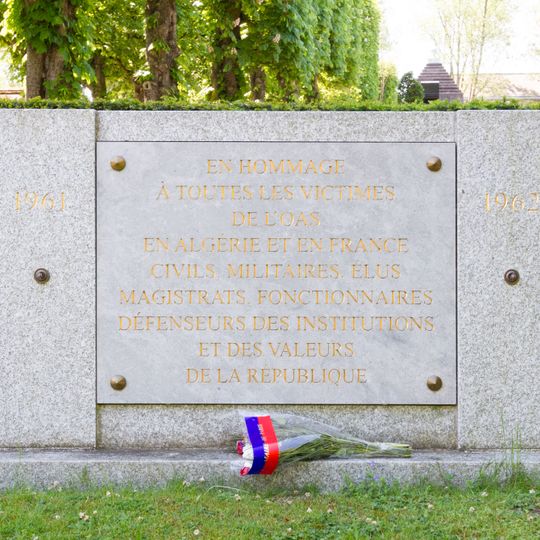 1961
EN HOMMAGE
À TOUTES LES VICTIMES
DE L'OAS
EN ALGÉRIE ET EN FRANCE
CIVILS, MILITAIRES, ELUS
MAGISTRATS, FONCTIONNAIRES
DÉFENSEURS DES INSTITUTIONS
ET DES VALEURS
DE LA RÉPUBLIQUE
1962